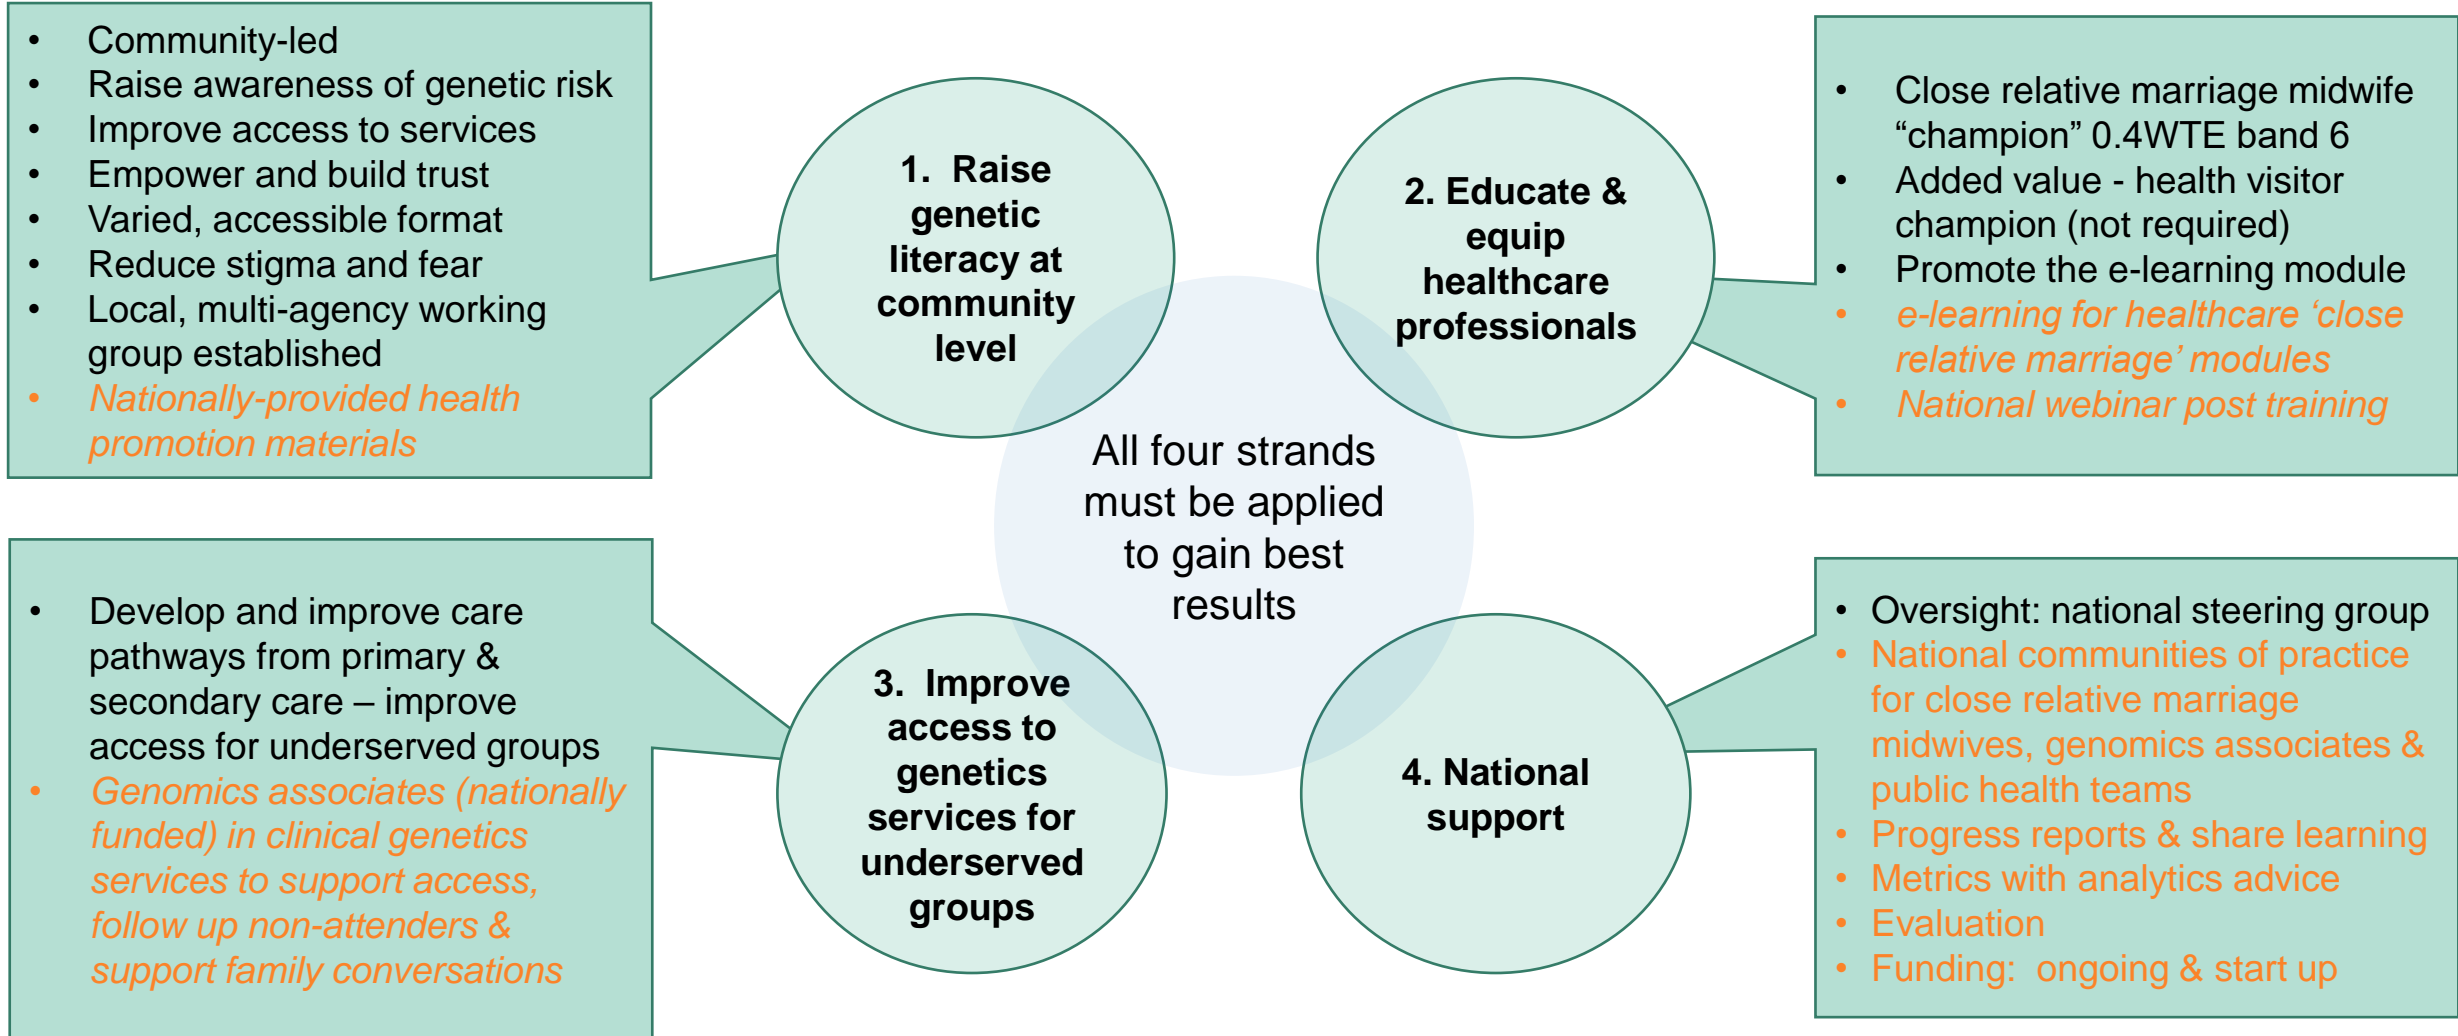 • Community-led
• Raise awareness of genetic risk
• Improve access to services
• Empower and build trust
• Varied, accessible format
• Reduce stigma and fear
• Local, multi-agency working
group established
• Nationally-provided health
promotion materials
1. Raise
genetic
literacy at
community
level
2. Educate &
equip
healthcare
professionals
• Close relative marriage midwife
“champion” 0.4WTE band 6
• Added value - health visitor
champion (not required)
• Promote the e-learning module
• e-learning for healthcare ‘close
relative marriage’ modules
• National webinar post training
All four strands
must be applied
to gain best
results
• Develop and improve care
pathways from primary &
secondary care – improve
access for underserved groups
• Genomics associates (nationally
funded) in clinical genetics
services to support access,
follow up non-attenders &
support family conversations
3. Improve
access to
genetics
services for
underserved
groups
4. National
support
• Oversight: national steering group
• National communities of practice
for close relative marriage
midwives, genomics associates &
public health teams
• Progress reports & share learning
• Metrics with analytics advice
• Evaluation
• Funding: ongoing & start up